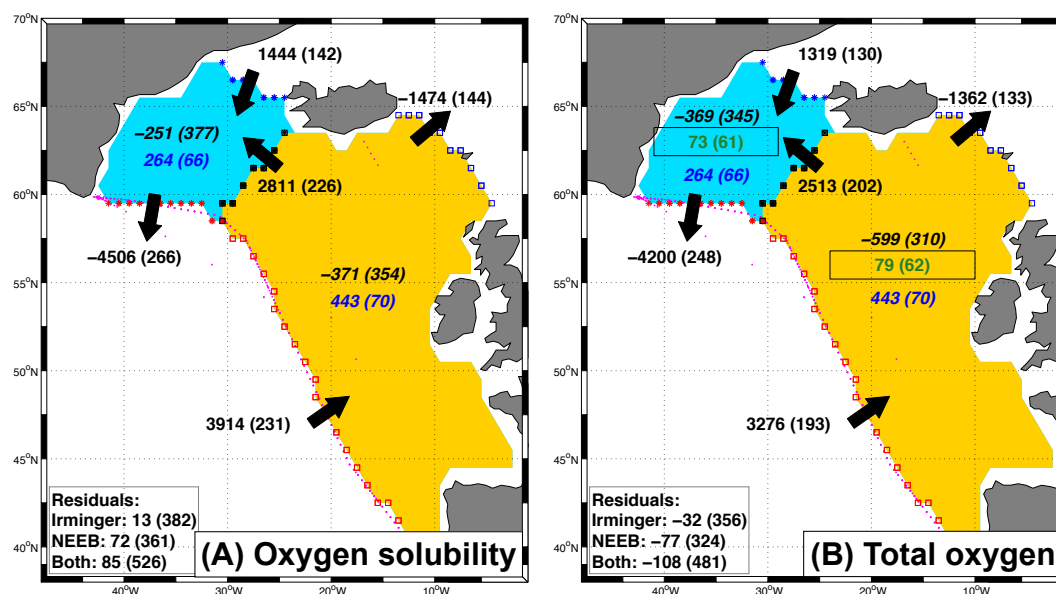 70°N
65°N
60°N
55°N
50°N
45°N
40°N
40°W
30°W
20°W
10°W
1444 (142)
−1474 (144)
−251 (377)
264 (66)
2811 (226)
−4506 (266)
−371 (354)
443 (70)
3914 (231)
Residuals:
Irminger: 13 (382)
NEEB: 72 (361)
Both: 85 (526)
(A) Oxygen solubility
70°N
65°N
60°N
55°N
50°N
45°N
40°N
40°W
30°W
20°W
10°W
1319 (130)
−1362 (133)
−369 (345)
73 (61)
264 (66)
2513 (202)
−4200 (248)
−599 (310)
79 (62)
443 (70)
3276 (193)
Residuals:
Irminger: −32 (356)
NEEB: −77 (324)
Both: −108 (481)
(B) Total oxygen